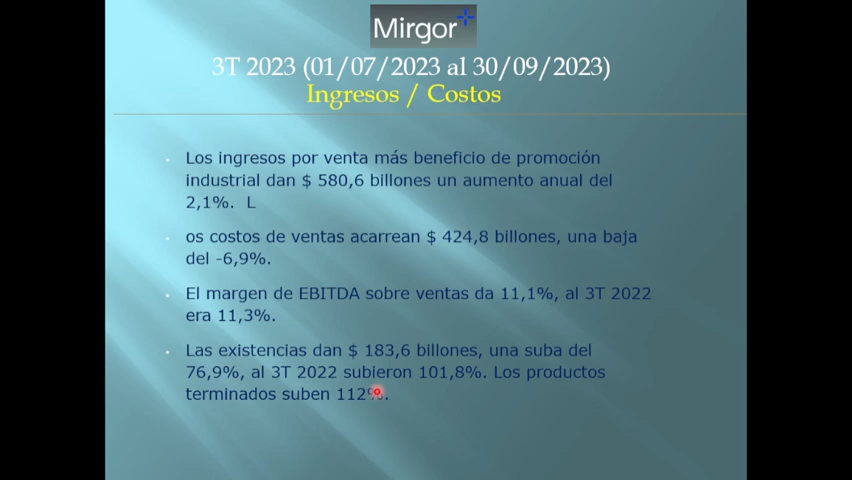 Mirgor
3T 2023 (01/07/2023 al 30/09/2023)
Ingresos / Costos
• Los ingresos por venta más beneficio de promoción
industrial dan $ 580,6 billones un aumento anual del
2,1%. L
• os costos de ventas acarrean $ 424,8 billones, una baja
del -6,9%.
• El margen de EBITDA sobre ventas da 11,1%, al 3T 2022
era 11,3%.
• Las existencias dan $ 183,6 billones, una suba del
76,9%, al 3T 2022 subieron 101,8%. Los productos
terminados suben 112%.